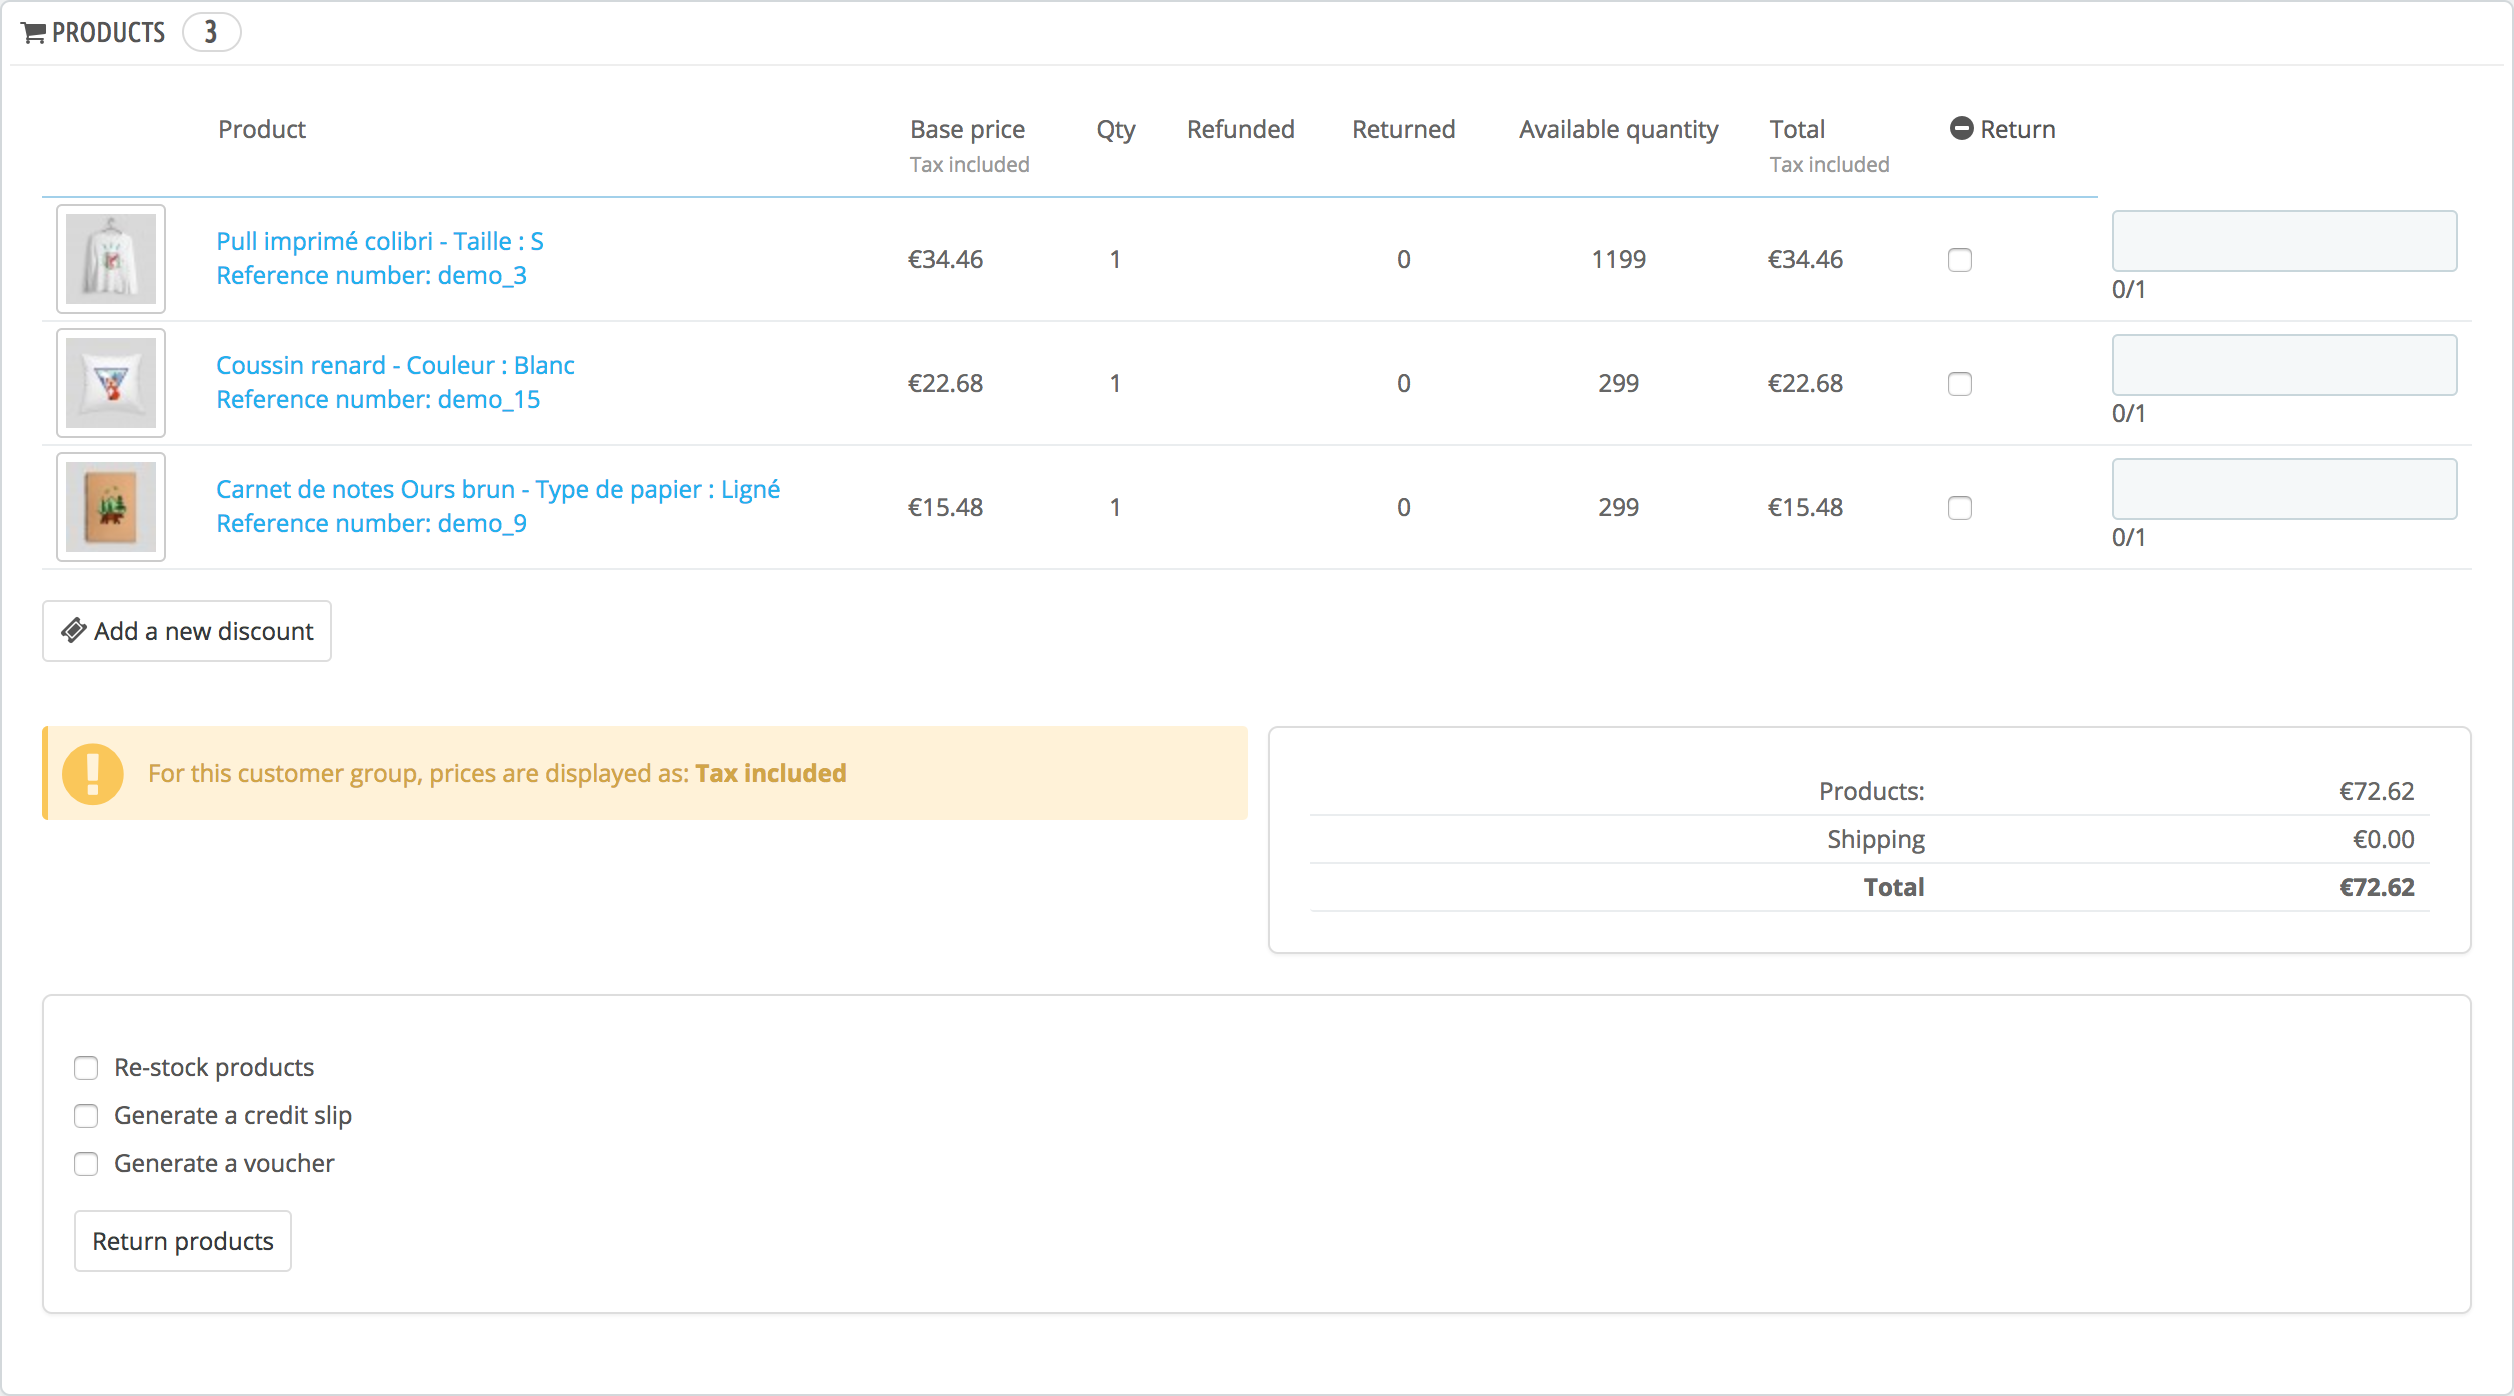 PRODUCTS 3
Product Base price Qty Refunded Returned Available quantity Total Return
Tax included Tax included
Pull imprimé colibri - Taille : S
Reference number: demo_3
€34.46 1 0 1199 €34.46
0/1
Coussin renard - Couleur : Blanc
Reference number: demo_15
€22.68 1 0 299 €22.68
0/1
Carnet de notes Ours brun - Type de papier : Ligné
Reference number: demo_9
€15.48 1 0 299 €15.48
0/1
Add a new discount
For this customer group, prices are displayed as: Tax included
Products: €72.62
Shipping €0.00
Total €72.62
Re-stock products
Generate a credit slip
Generate a voucher
Return products